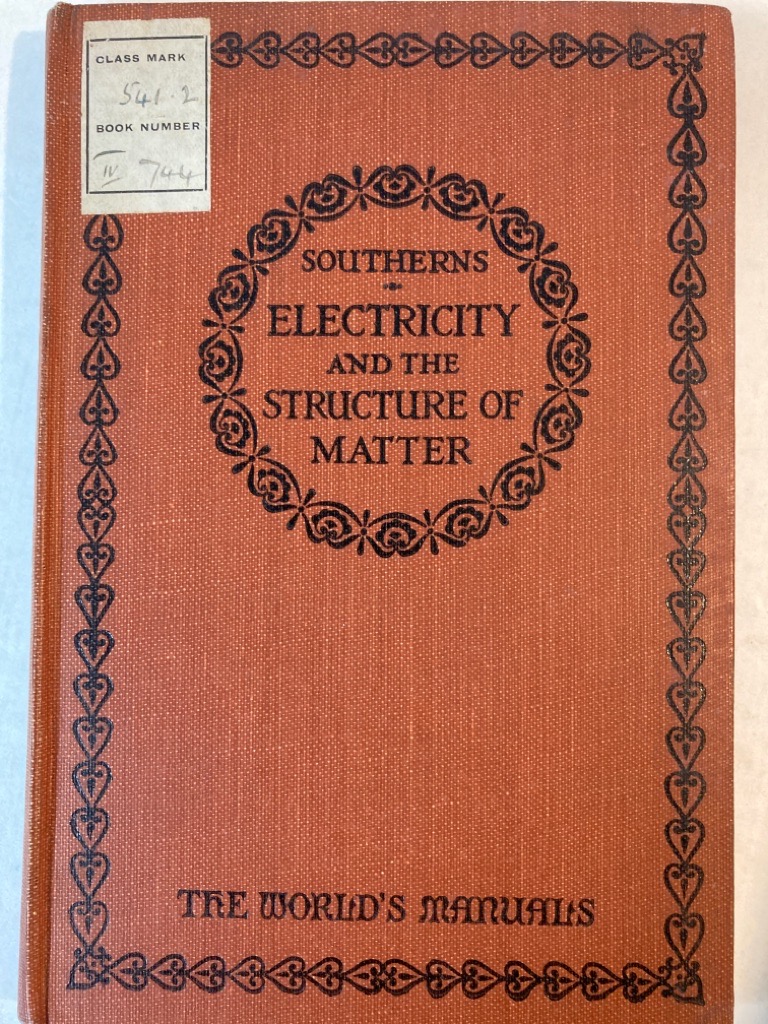 CLASS MARK
541.2
BOOK NUMBER
IV 744
SOUTHERNS
ELECTRICITY
AND THE
STRUCTURE OF
MATTER
THE WORLD'S MANUALS